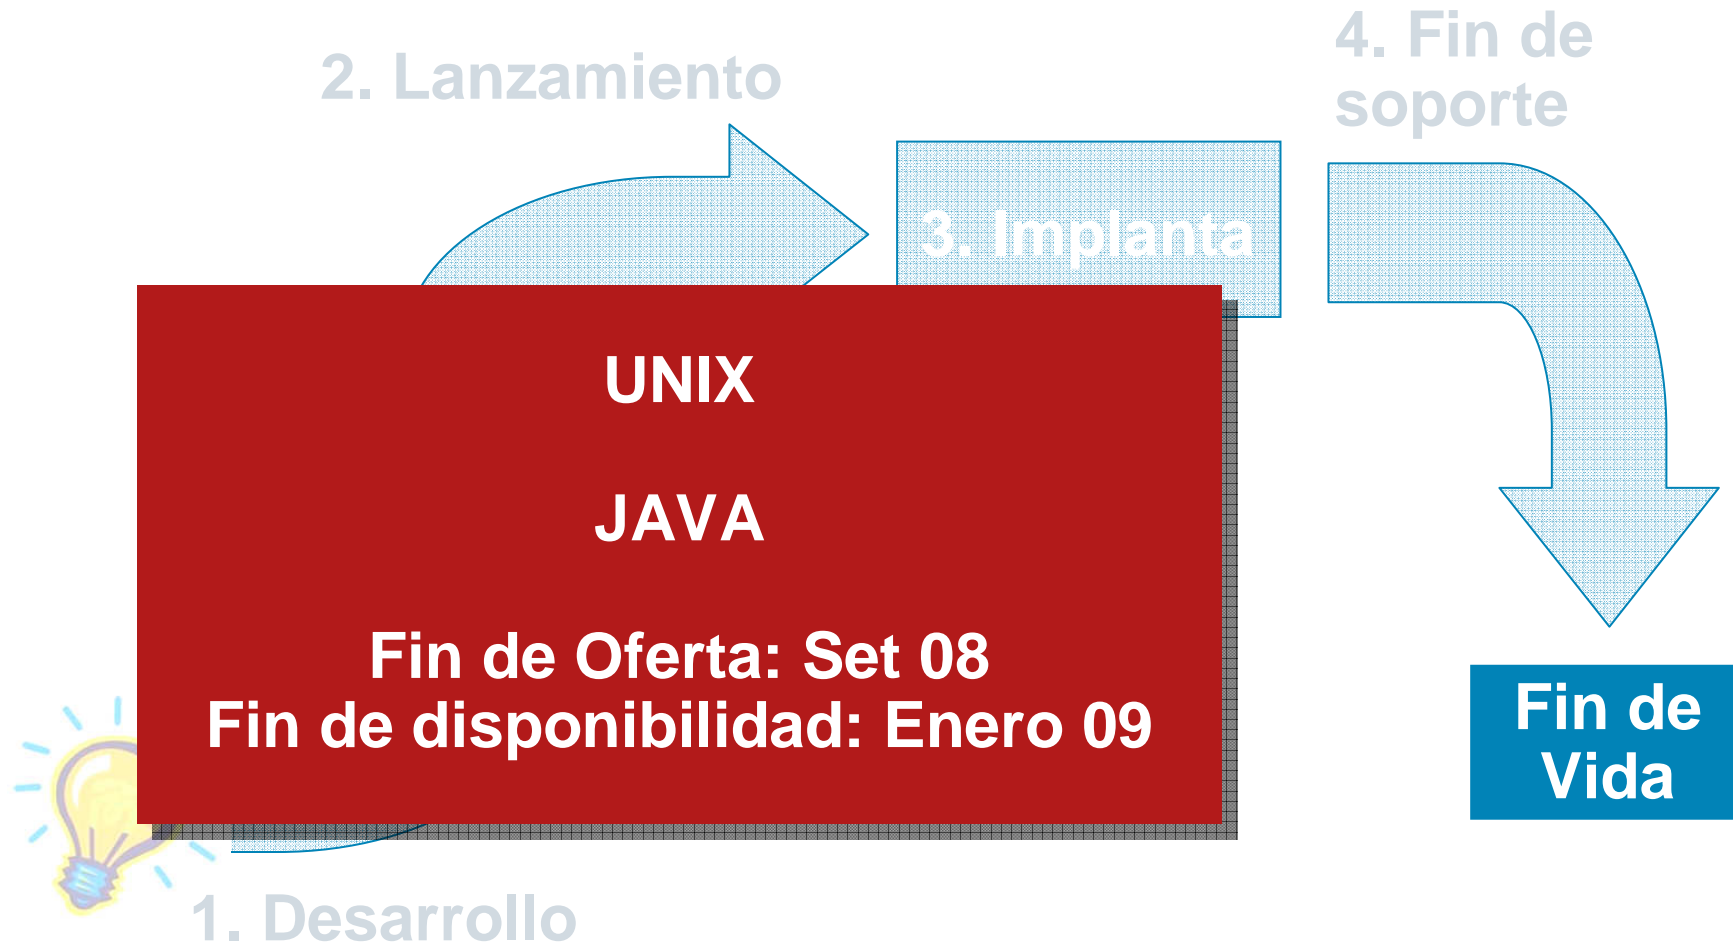 4. Fin de
soporte
2. Lanzamiento
3. Implanta
UNIX
JAVA
Fin de Oferta: Set 08
Fin de disponibilidad: Enero 09
Fin de
Vida
1. Desarrollo